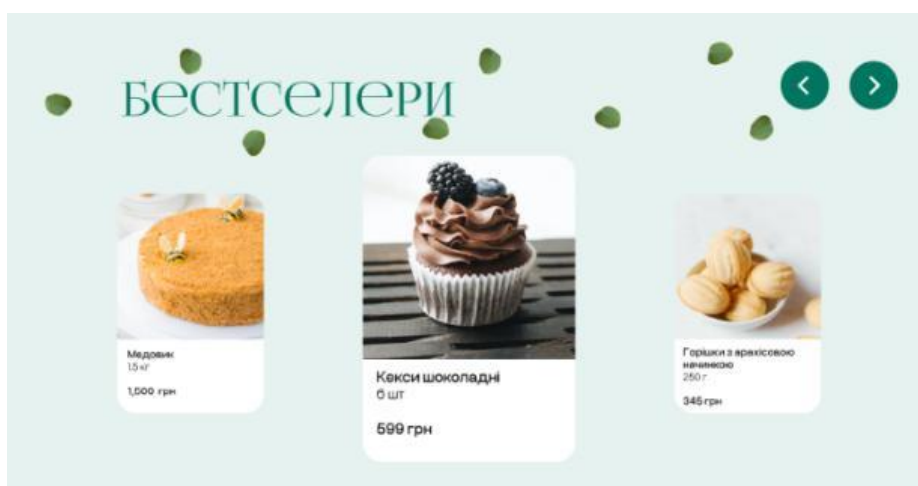 Бестселери
Медовик
1.5 кг
1,500 грн
Кекси шоколадні
6 шт
599 грн
Горішки з арахісовою
начинкою
250 г
345 грн